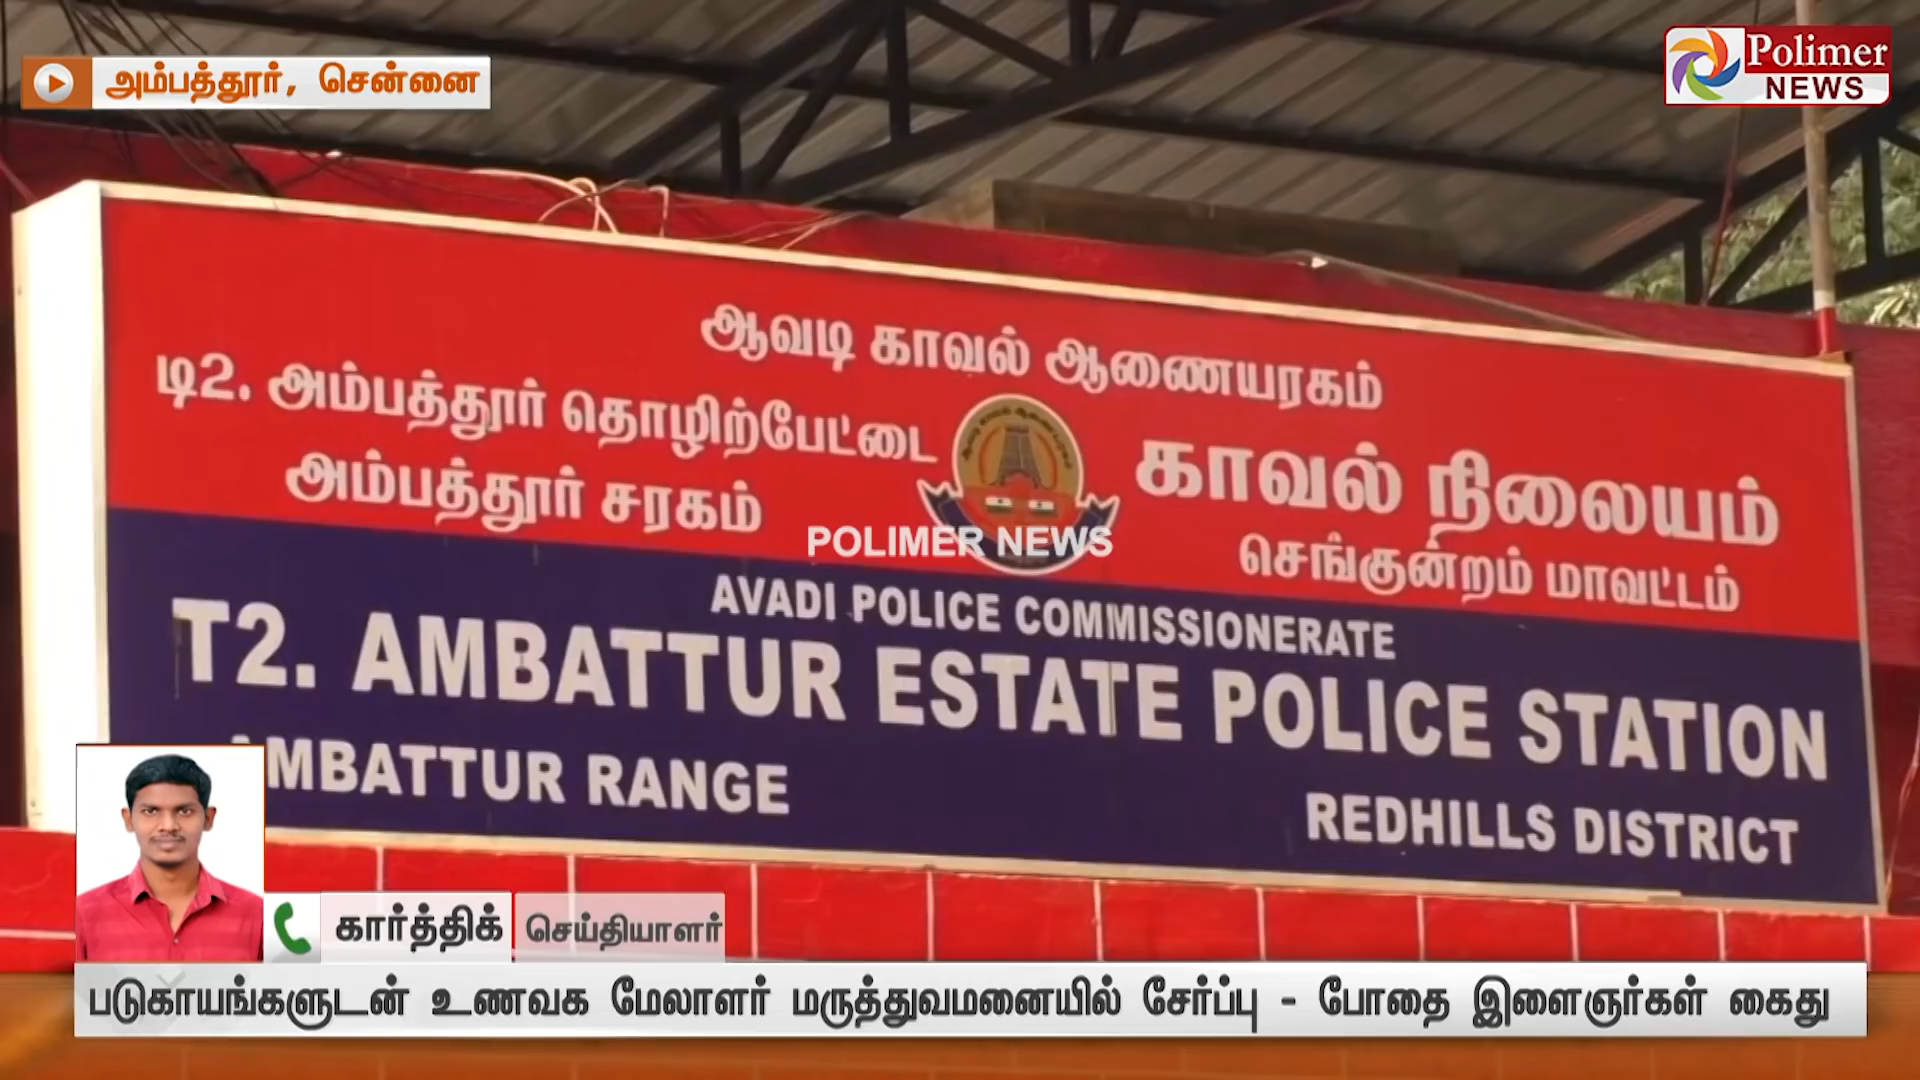 அம்பத்தூர், சென்னை
Polimer
NEWS
ஆவடி காவல் ஆணையரகம்
டி2. அம்பத்தூர் தொழிற்பேட்டை
காவல் நிலையம்
அம்பத்தூர் சரகம்
செங்குன்றம் மாவட்டம்
POLIMER NEWS
AVADI POLICE COMMISSIONERATE
T2. AMBATTUR ESTATE POLICE STATION
AMBATTUR RANGE
REDHILLS DISTRICT
கார்த்திக்
செய்தியாளர்
படுகாயங்களுடன் உணவக மேலாளர் மருத்துவமனையில் சேர்ப்பு - போதை இளைஞர்கள் கைது